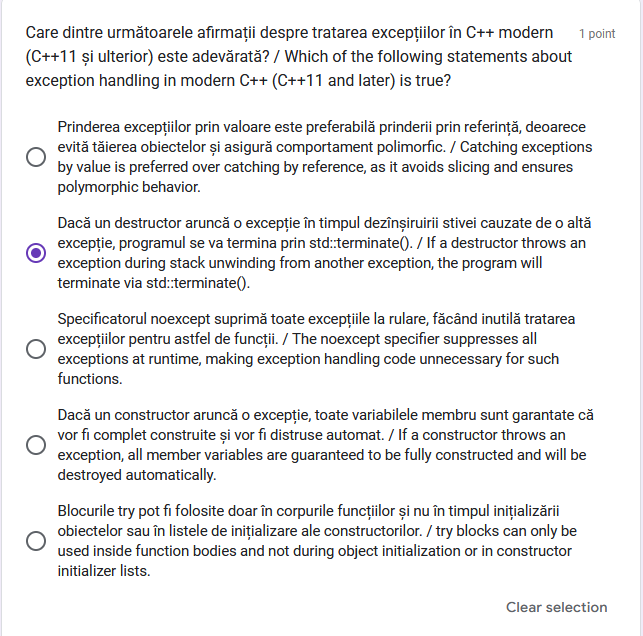 Care dintre următoarele afirmații despre tratarea excepțiilor în C++ modern
1 point
(C++11 și ulterior) este adevărată? / Which of the following statements about
exception handling in modern C++ (C++11 and later) is true?
Prinderea excepțiilor prin valoare este preferabilă prinderii prin referință, deoarece
evită tăierea obiectelor și asigură comportament polimorfic. / Catching exceptions
by value is preferred over catching by reference, as it avoids slicing and ensures
polymorphic behavior.
Dacă un destructor aruncă o excepție în timpul dezînșiruirii stivei cauzate de o altă
excepție, programul se va termina prin std::terminate(). / If a destructor throws an
exception during stack unwinding from another exception, the program will
terminate via std::terminate().
Specificatorul noexcept suprimă toate excepțiile la rulare, făcând inutilă tratarea
excepțiilor pentru astfel de funcții. / The noexcept specifier suppresses all
exceptions at runtime, making exception handling code unnecessary for such
functions.
Dacă un constructor aruncă o excepție, toate variabilele membru sunt garantate că
vor fi complet construite și vor fi distruse automat. / If a constructor throws an
exception, all member variables are guaranteed to be fully constructed and will be
destroyed automatically.
Blocurile try pot fi folosite doar în corpurile funcțiilor și nu în timpul inițializării
obiectelor sau în listele de inițializare ale constructorilor. / try blocks can only be
used inside function bodies and not during object initialization or in constructor
initializer lists.
Clear selection